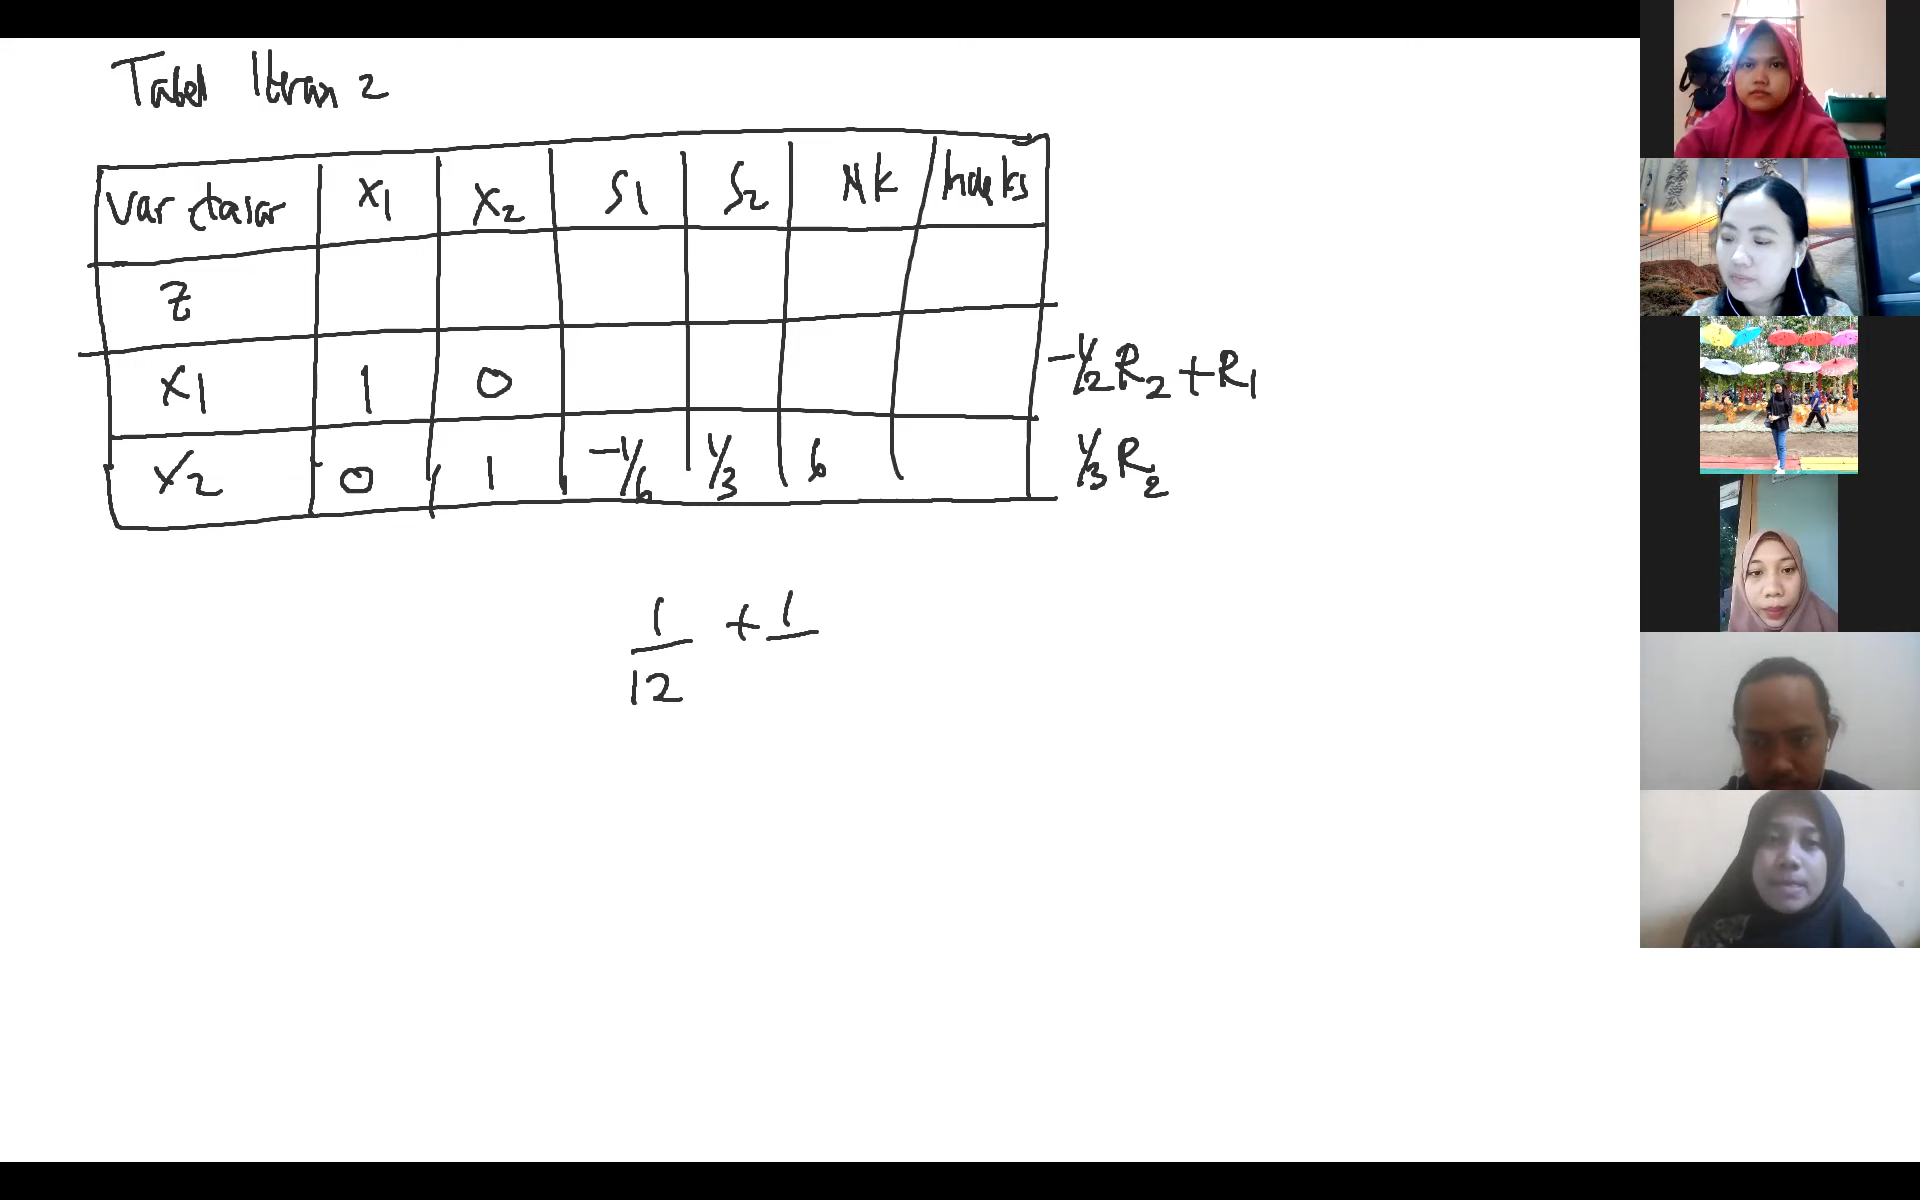 Tabel Iterasi 2
Var dasar X1 X2 S1 S2 NK Indeks
Z
X1 1 0 -1/2 R2 + R1
X2 0 1 -1/6 1/3 6 1/3 R2
1/12 + 1/